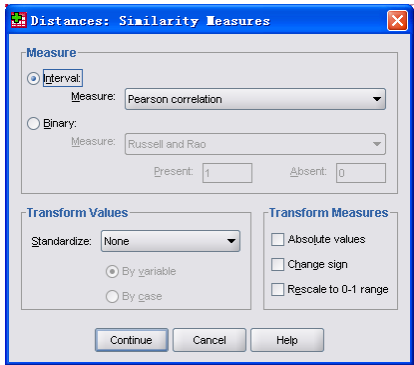 Distances: Similarity Measures
Measure
Interval:
Measure: Pearson correlation
Binary:
Measure: Russell and Rao
Present: 1 Absent: 0
Transform Values
Standardize: None
By variable
By case
Transform Measures
Absolute values
Change sign
Rescale to 0-1 range
Continue Cancel Help